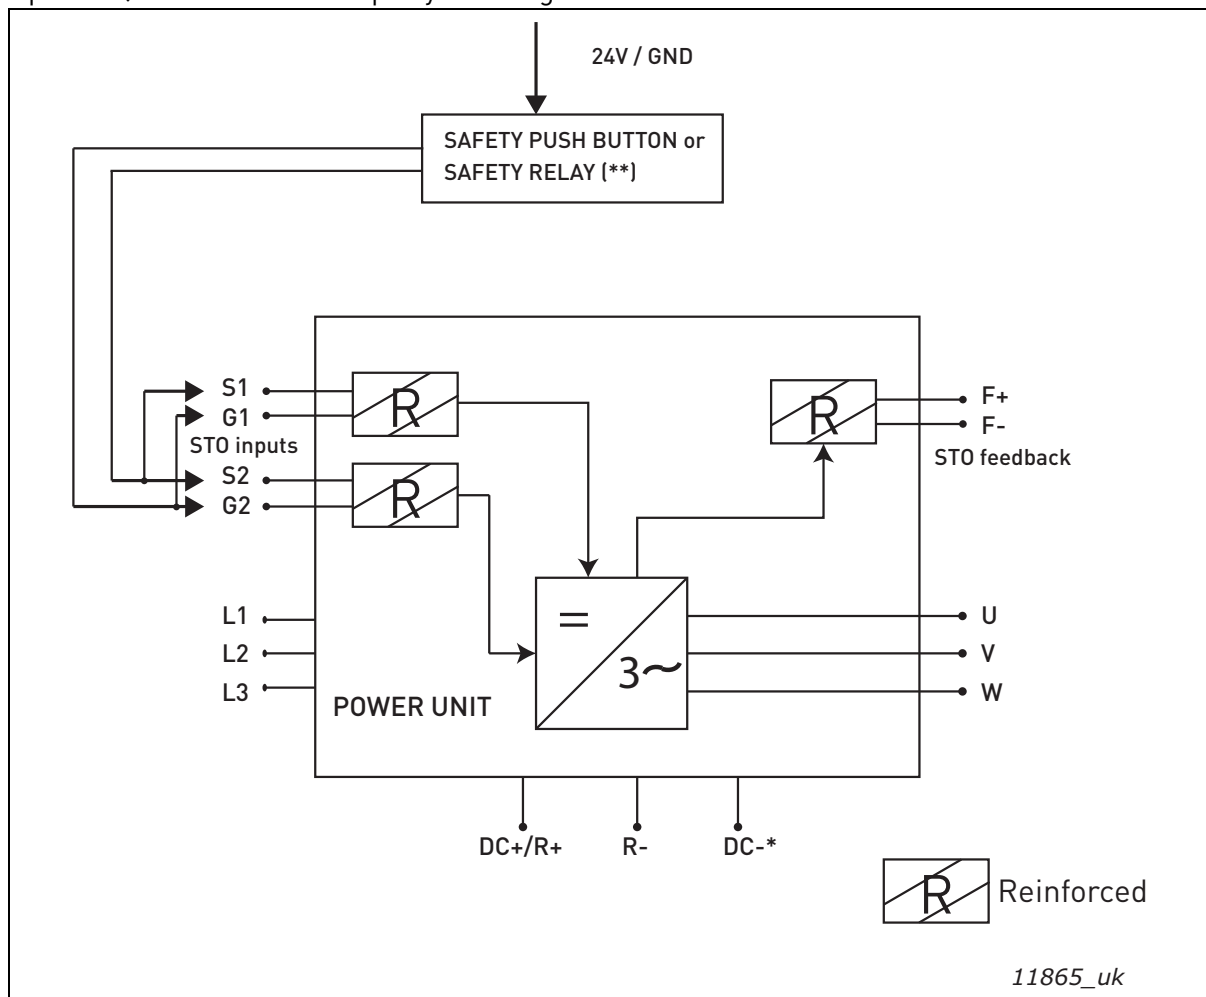 24V / GND
SAFETY PUSH BUTTON or
SAFETY RELAY (**)
S1
G1
STO inputs
S2
G2
R
R
R
F+
F-
STO feedback
L1
L2
L3
POWER UNIT
=
3~
U
V
W
DC+/R+
R-
DC-*
R
Reinforced
11865_uk